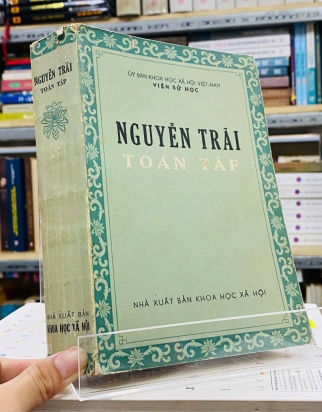 NGUYỄN TRÃI
TOÀN TẬP
NHÀ XUẤT BẢN
KHOA HỌC XÃ HỘI
ỦY BAN KHOA HỌC XÃ HỘI VIỆT-NAM
VIỆN SỬ HỌC
NGUYỄN TRÃI
TOÀN TẬP
NHÀ XUẤT BẢN KHOA HỌC XÃ HỘI